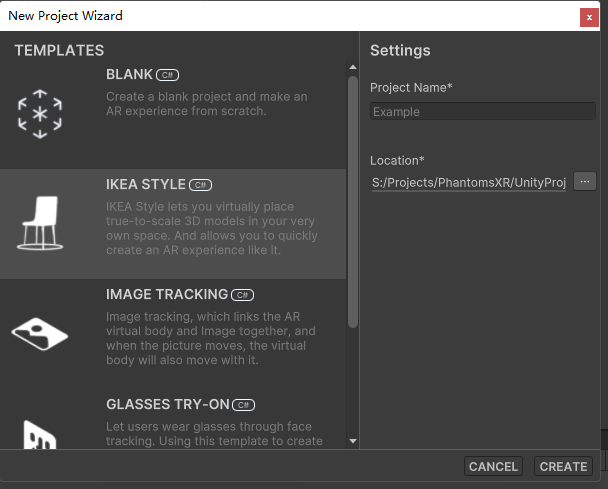 New Project Wizard
x
TEMPLATES
BLANK C#
Create a blank project and make an
AR experience from scratch.
IKEA STYLE C#
IKEA Style lets you virtually place
true-to-scale 3D models in your very
own space. And allows you to quickly
create an AR experience like it.
IMAGE TRACKING C#
Image tracking, which links the AR
virtual body and Image together, and
when the picture moves, the virtual
body will also move with it.
GLASSES TRY-ON C#
Let users wear glasses through face
tracking. Using this template to create
Settings
Project Name*
Example
Location*
S:/Projects/PhantomsXR/UnityProj
...
CANCEL
CREATE